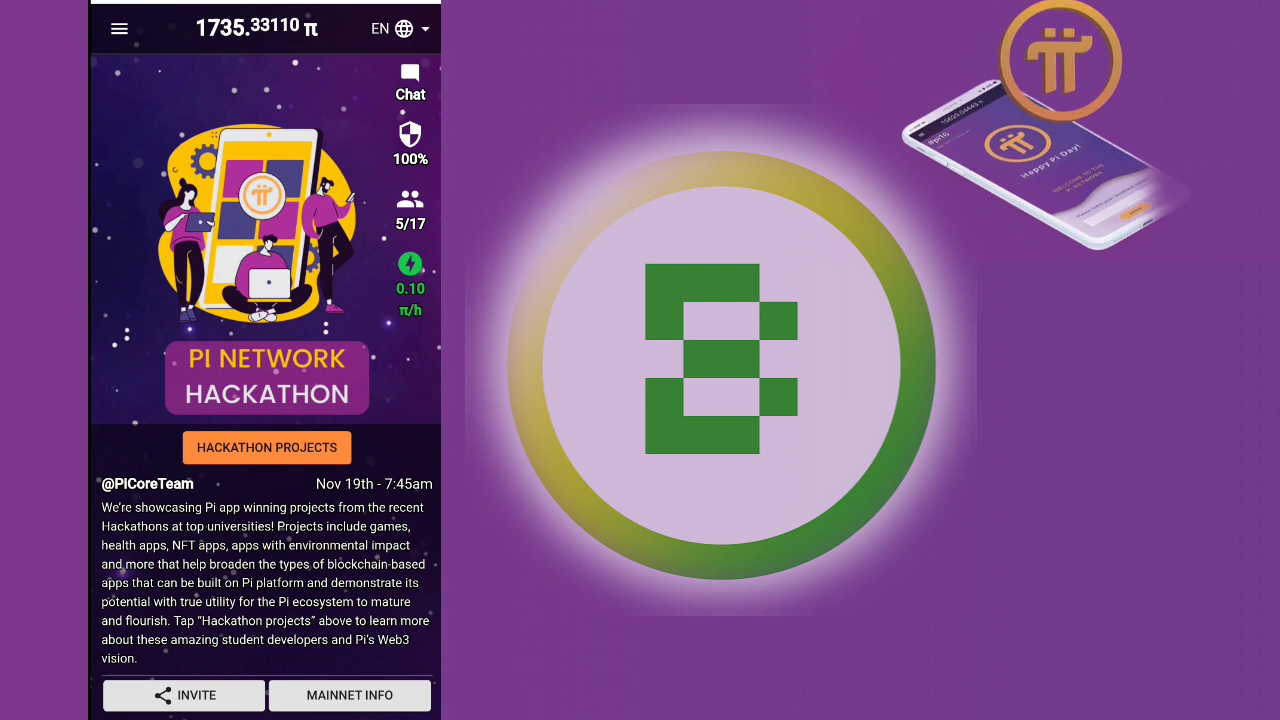 1735.33110 π
EN
Chat
100%
5/17
0.10
π/h
PI NETWORK
HACKATHON
HACKATHON PROJECTS
@PiCoreTeam
Nov 19th - 7:45am
We’re showcasing Pi app winning projects from the recent
Hackathons at top universities! Projects include games,
health apps, NFT apps, apps with environmental impact
and more that help broaden the types of blockchain-based
apps that can be built on Pi platform and demonstrate its
potential with true utility for the Pi ecosystem to mature
and flourish. Tap “Hackathon projects” above to learn more
about these amazing student developers and Pi’s Web3
vision.
INVITE
MAINNET INFO
B
Happy Pi Day!
WELCOME TO THE
PI NETWORK